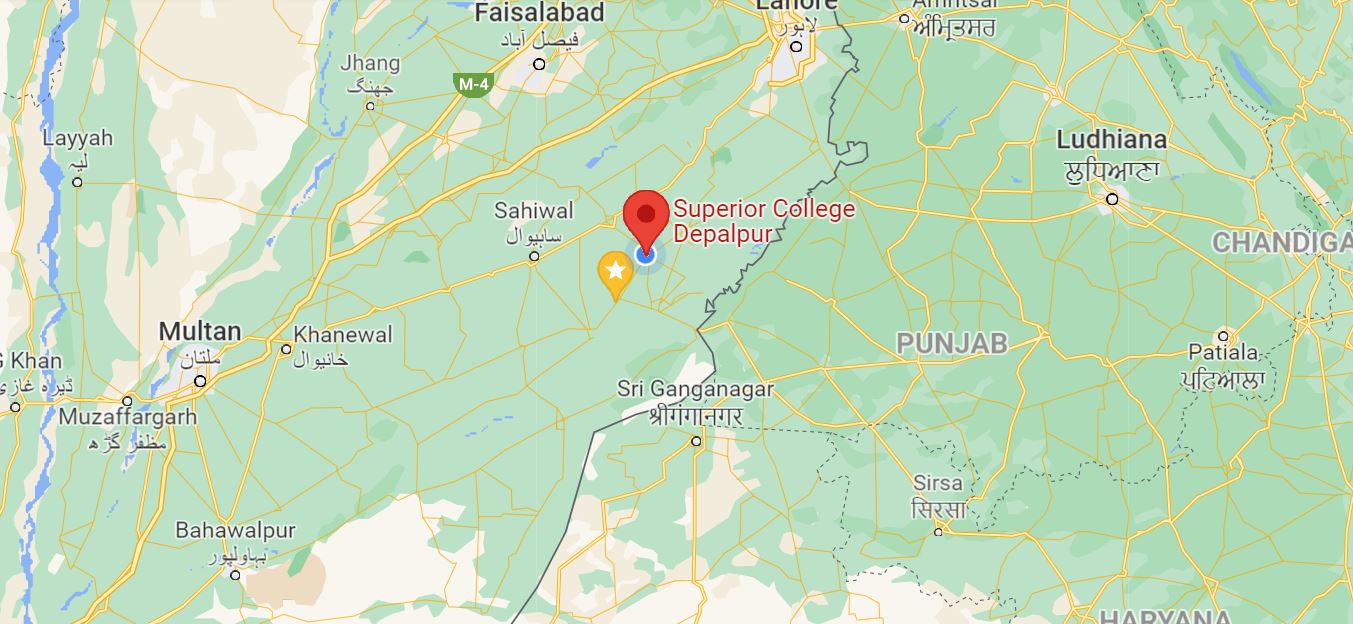 Faisalabad
فیصل آباد
Lahore
لاہور
Amritsar
ਅੰਮ੍ਰਿਤਸਰ
Jhang
جھنگ
M-4
Layyah
لیہ
Ludhiana
ਲੁਧਿਆਣਾ
Sahiwal
ساہیوال
Superior College
Depalpur
CHANDIGA
Multan
ملتان
Khanewal
خانیوال
PUNJAB
Patiala
ਪਟਿਆਲਾ
G Khan
ڈیرہ غازی
Muzaffargarh
مظفر گڑھ
Sri Ganganagar
श्रीगंगानगर
Sirsa
सिरसा
Bahawalpur
بہاولپور
HARYANA